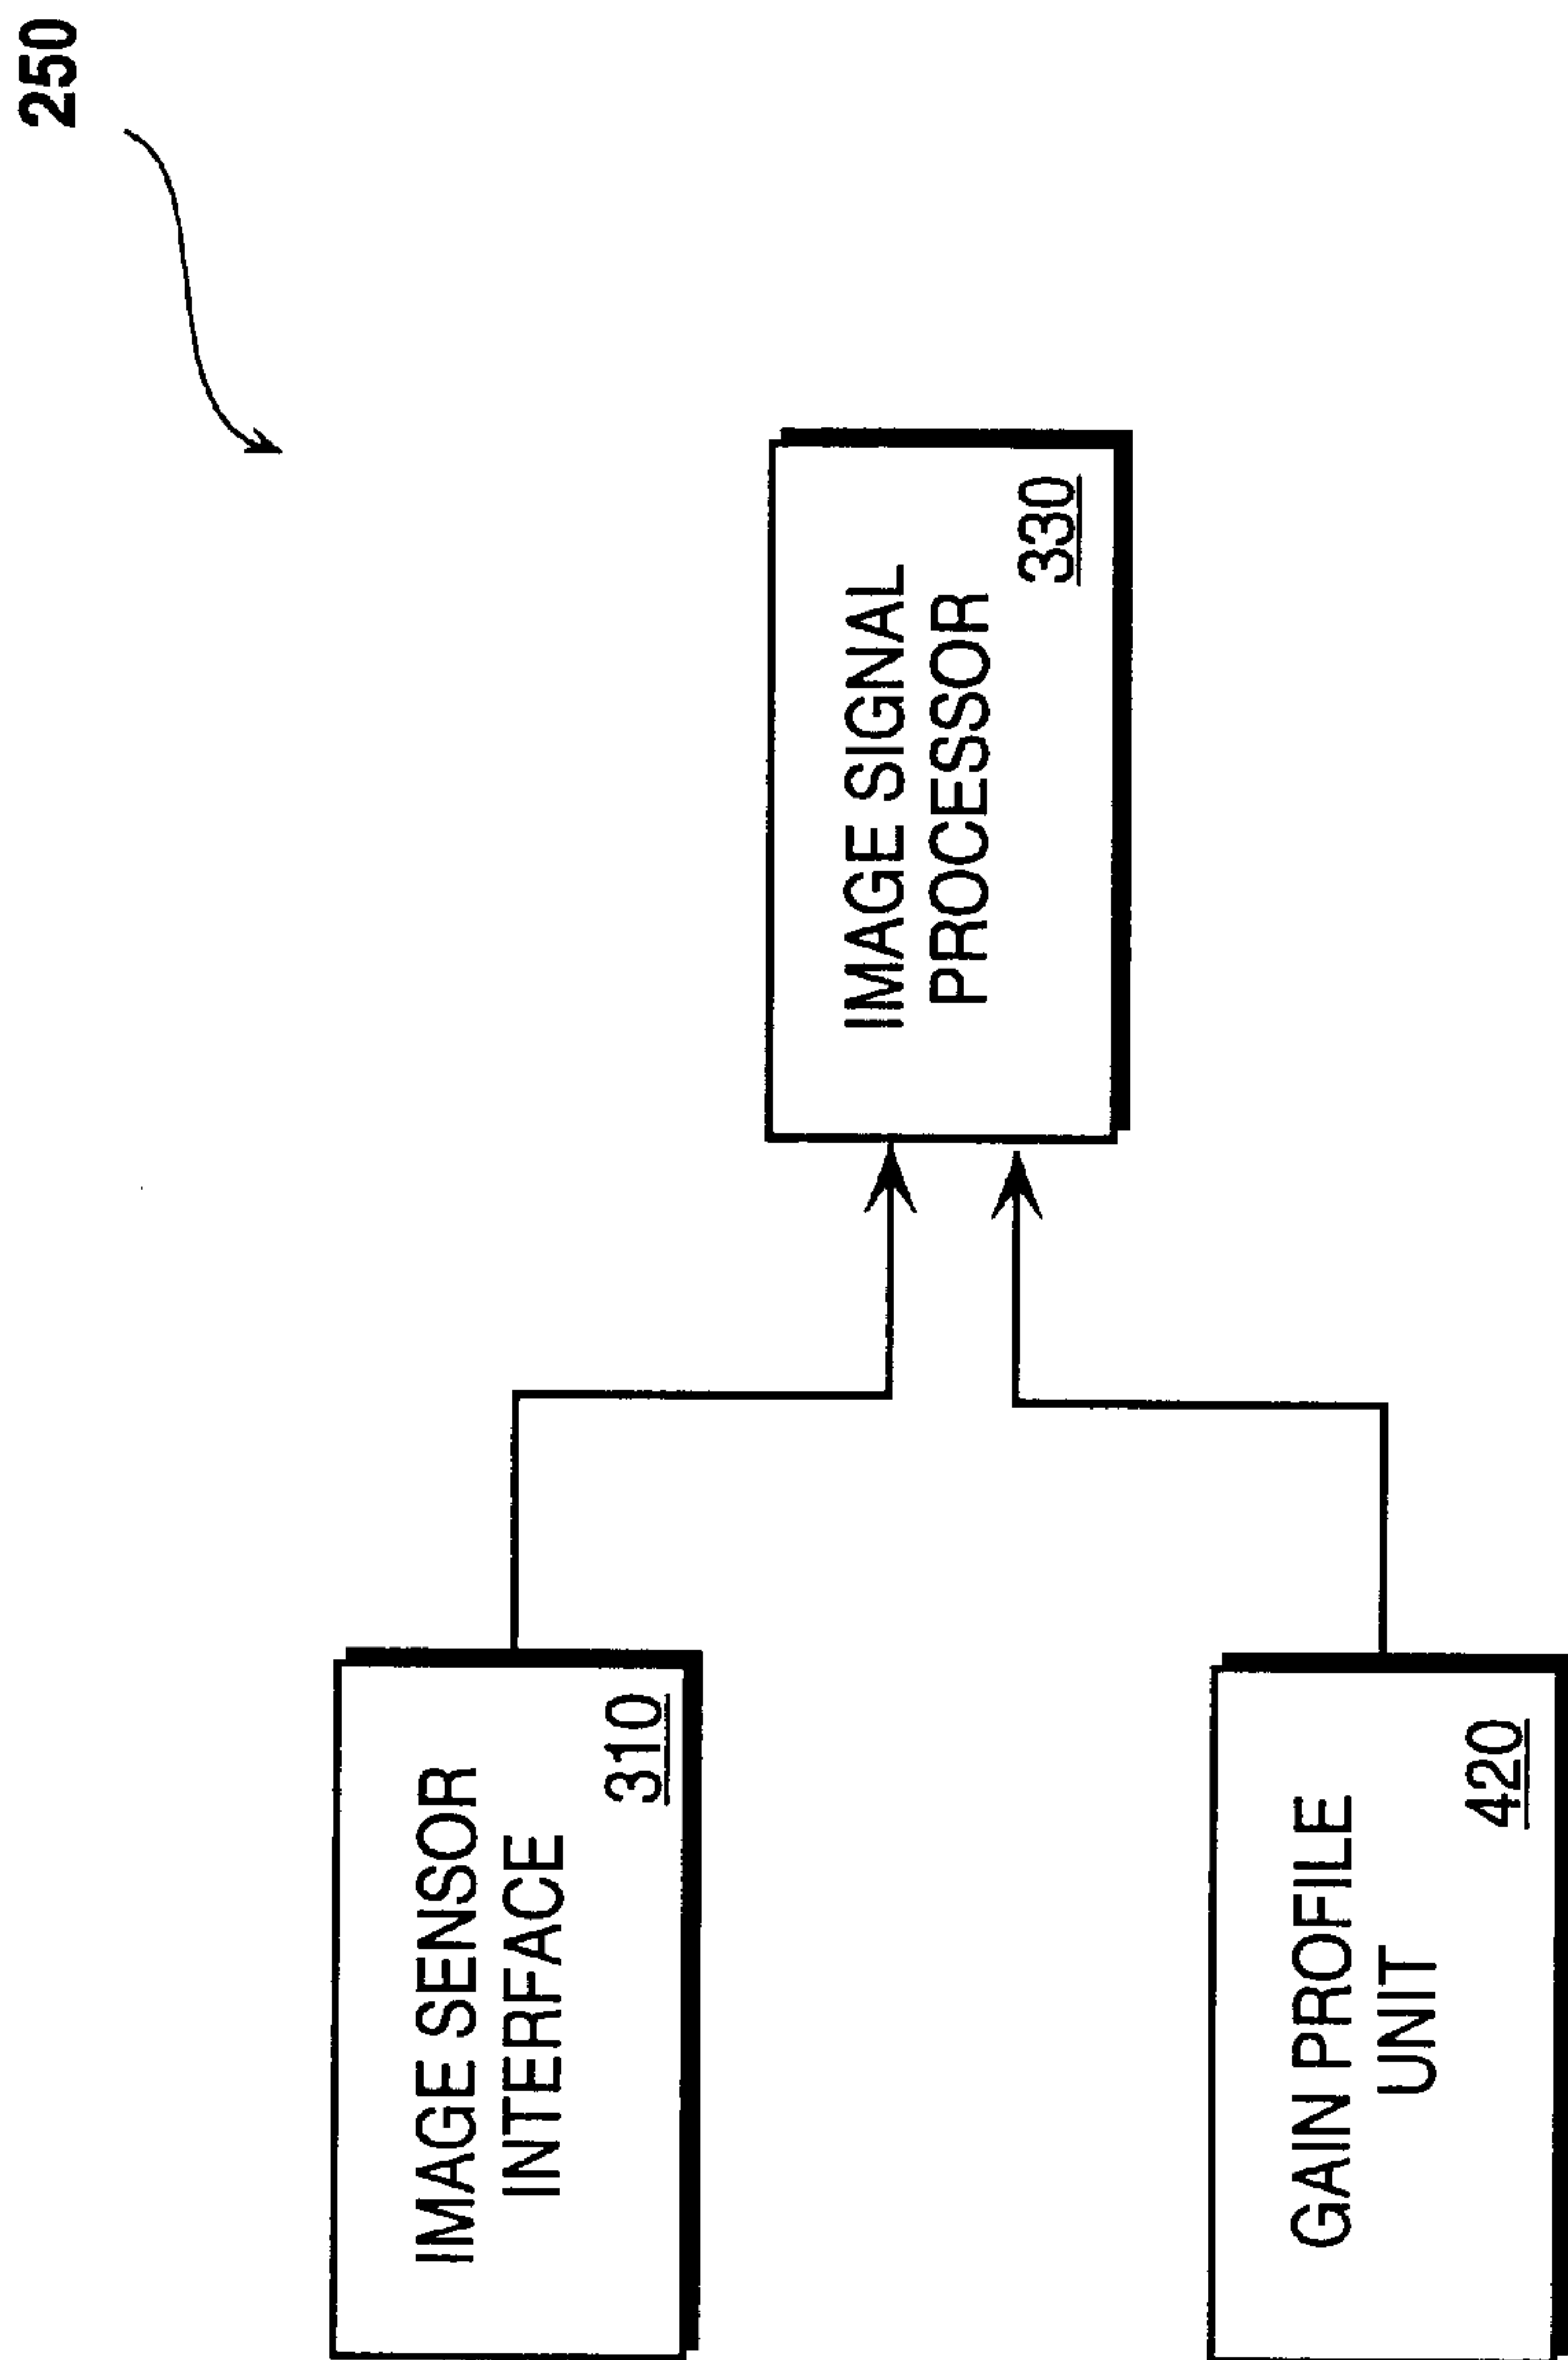 250
IMAGE SENSOR
INTERFACE
310
IMAGE SIGNAL
PROCESSOR
330
GAIN PROFILE
UNIT
420